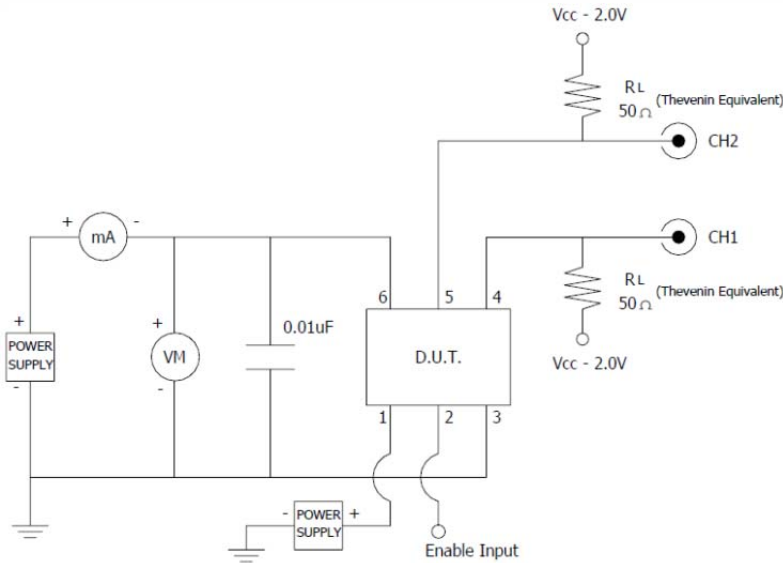 Vcc - 2.0V
RL
50Ω
(Thevenin Equivalent)
CH2
+
-
mA
CH1
RL
50Ω
(Thevenin Equivalent)
6
5
4
+
POWER
SUPPLY
-
+
VM
-
0.01uF
D.U.T.
Vcc - 2.0V
1
2
3
-
POWER
SUPPLY
+
Enable Input